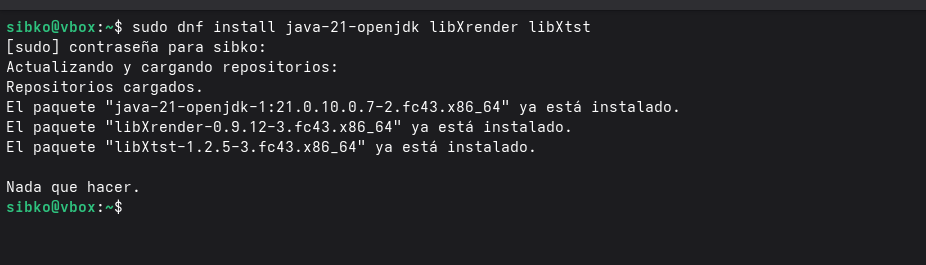 sibko@vbox:~$ sudo dnf install java-21-openjdk libXrender libXtst
[sudo] contraseña para sibko:
Actualizando y cargando repositorios:
Repositorios cargados.
El paquete "java-21-openjdk-1:21.0.10.0.7-2.fc43.x86_64" ya está instalado.
El paquete "libXrender-0.9.12-3.fc43.x86_64" ya está instalado.
El paquete "libXtst-1.2.5-3.fc43.x86_64" ya está instalado.
Nada que hacer.
sibko@vbox:~$